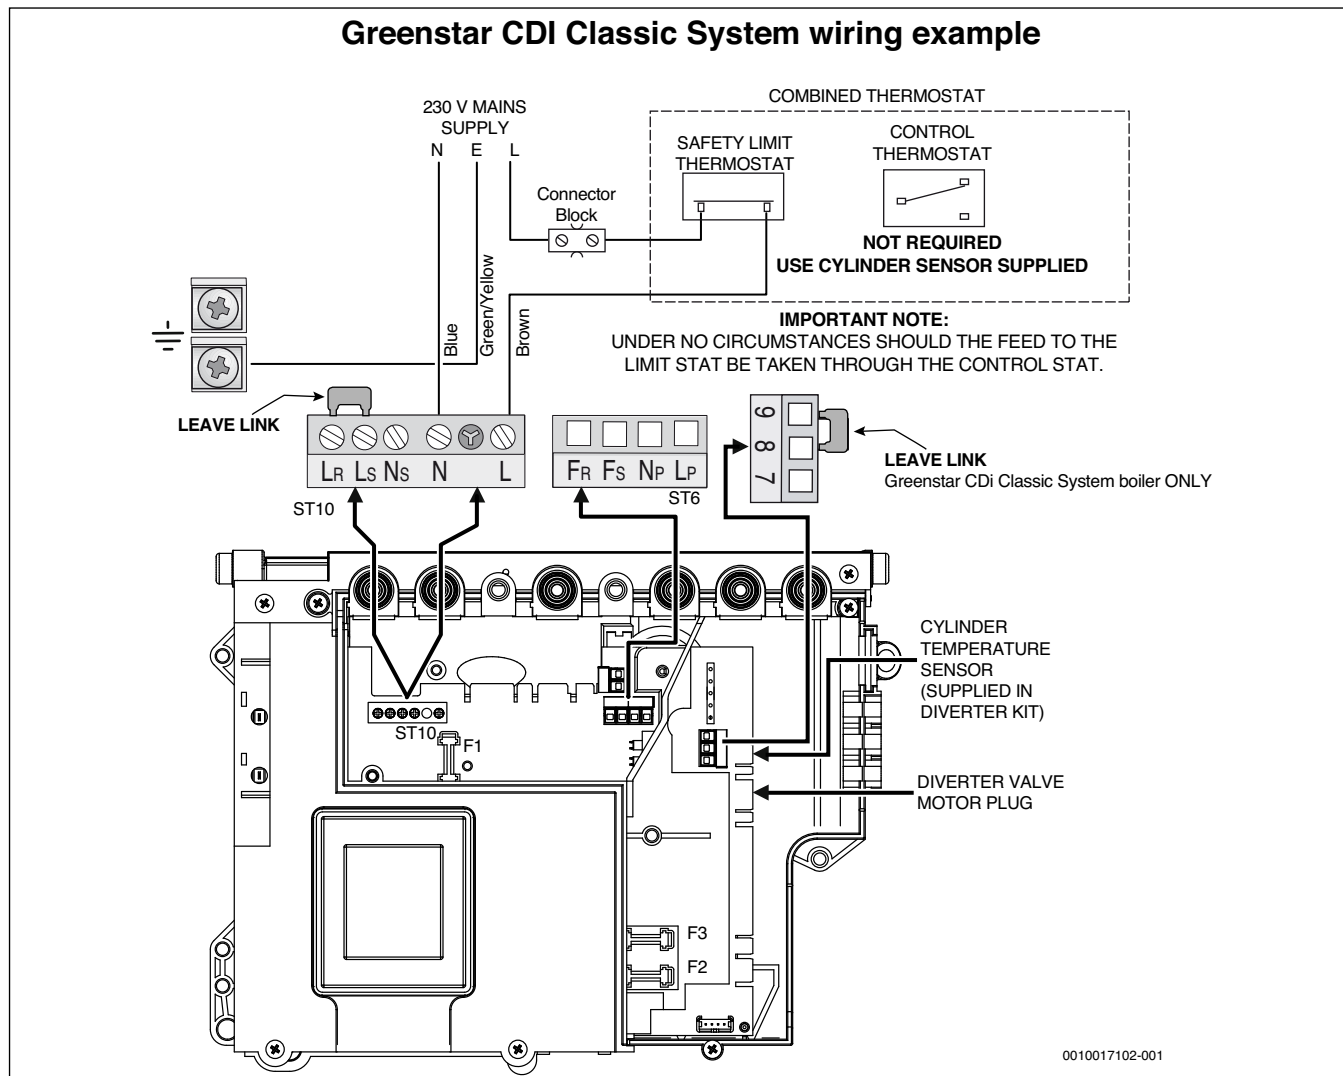 Greenstar CDI Classic System wiring example
230 V MAINS
SUPPLY
N E L
COMBINED THERMOSTAT
SAFETY LIMIT
THERMOSTAT
CONTROL
THERMOSTAT
Connector
Block
NOT REQUIRED
USE CYLINDER SENSOR SUPPLIED
Blue
Green/Yellow
Brown
IMPORTANT NOTE:
UNDER NO CIRCUMSTANCES SHOULD THE FEED TO THE
LIMIT STAT BE TAKEN THROUGH THE CONTROL STAT.
LEAVE LINK
LR LS NS N L
ST10
FR FS NP LP
ST6
9
8
7
LEAVE LINK
Greenstar CDi Classic System boiler ONLY
CYLINDER
TEMPERATURE
SENSOR
(SUPPLIED IN
DIVERTER KIT)
ST10
F1
DIVERTER VALVE
MOTOR PLUG
F3
F2
0010017102-001